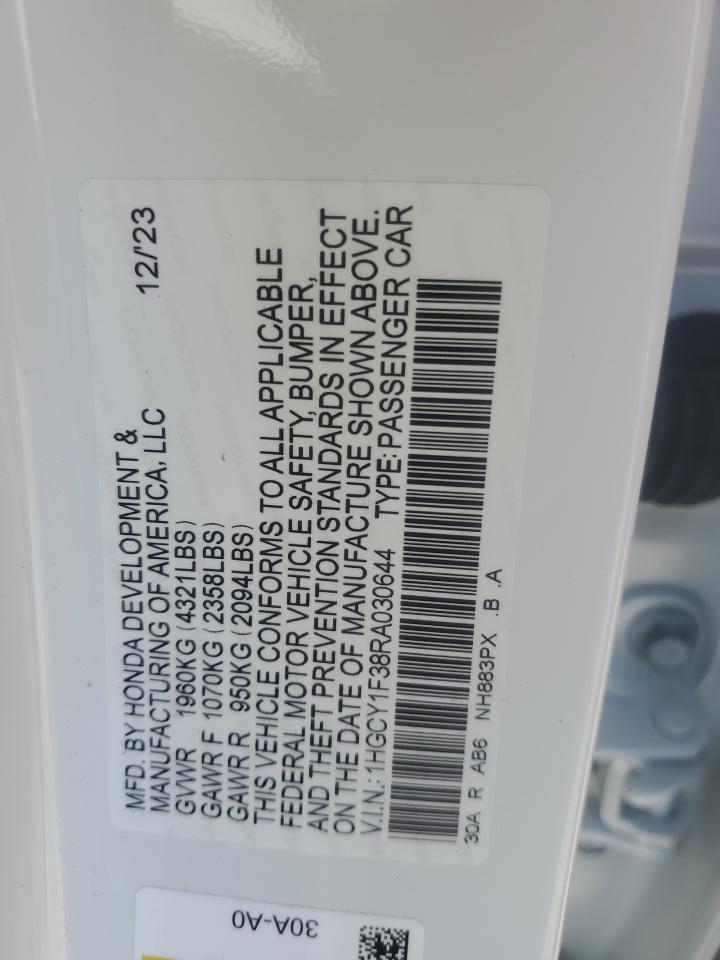 MFD. BY HONDA DEVELOPMENT &
MANUFACTURING OF AMERICA, LLC 12/'23
GVWR 1960KG (4321LBS)
GAWR F 1070KG (2358LBS)
GAWR R 950KG (2094LBS)
THIS VEHICLE CONFORMS TO ALL APPLICABLE
FEDERAL MOTOR VEHICLE SAFETY, BUMPER,
AND THEFT PREVENTION STANDARDS IN EFFECT
ON THE DATE OF MANUFACTURE SHOWN ABOVE.
V.I.N.: 1HGCY1F38RA030644 TYPE: PASSENGER CAR
30A R AB6 NH883PX .B .A
30A-A0